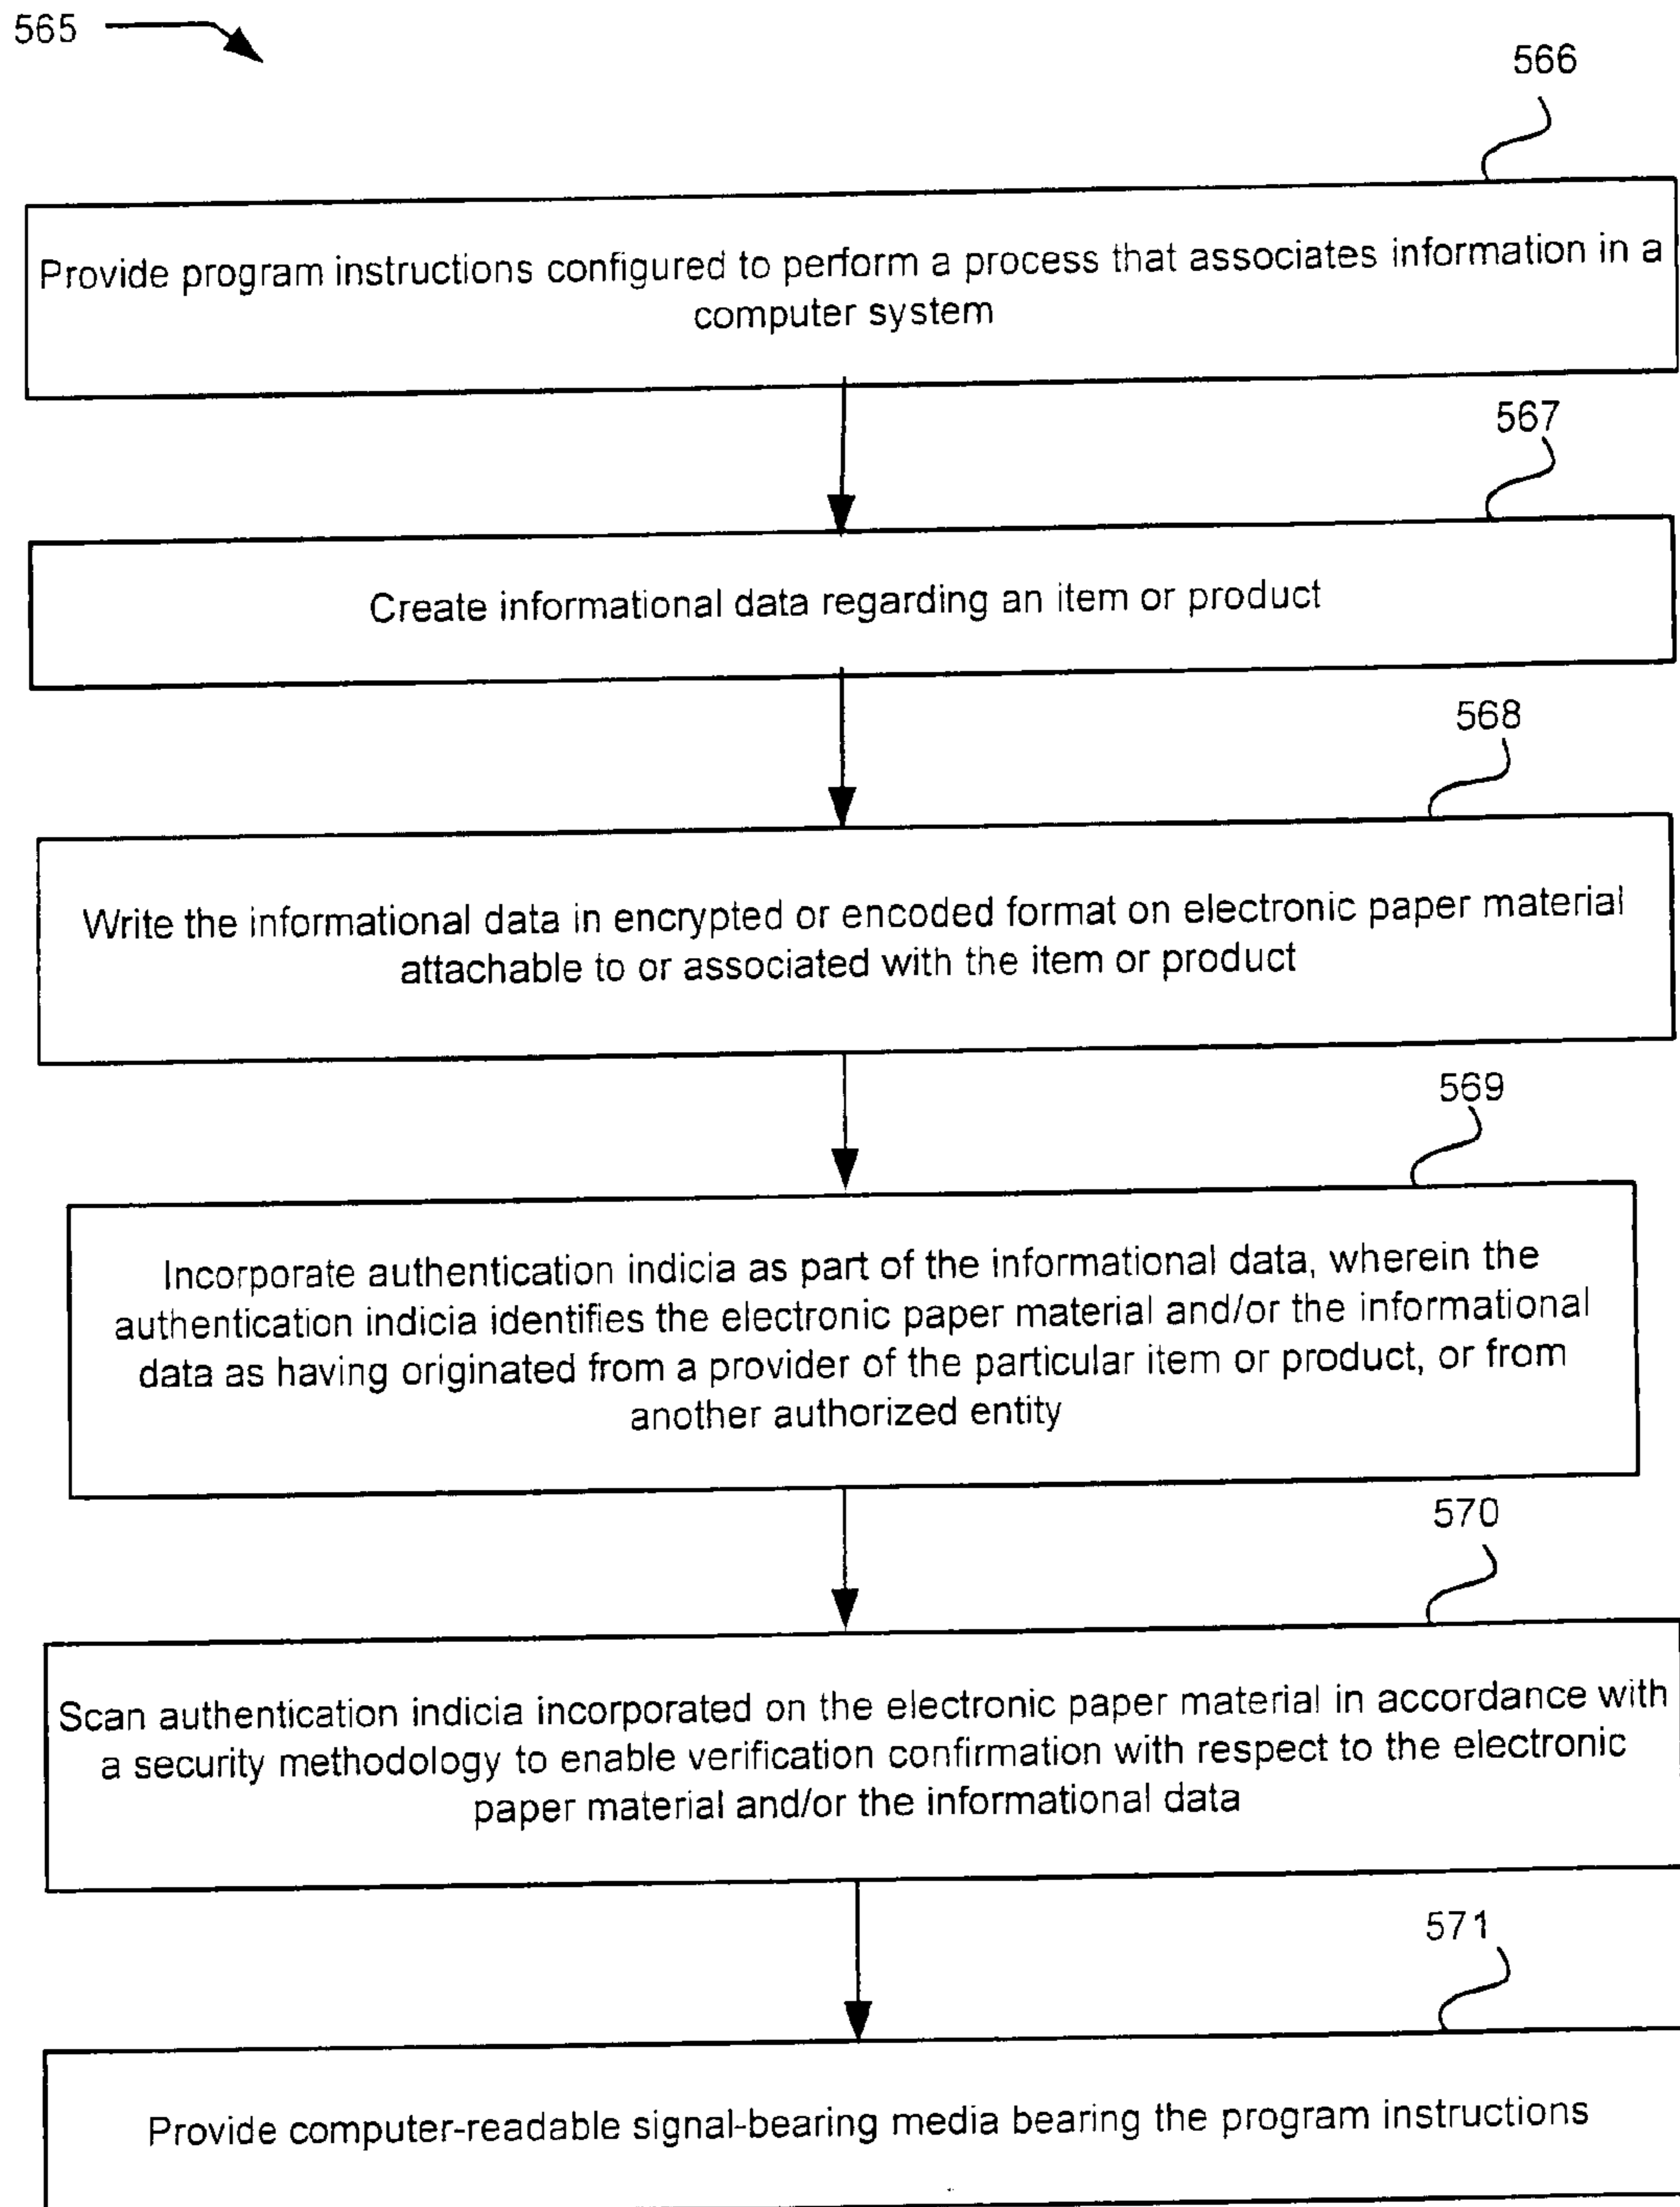 565
566
Provide program instructions configured to perform a process that associates information in a
computer system
567
Create informational data regarding an item or product
568
Write the informational data in encrypted or encoded format on electronic paper material
attachable to or associated with the item or product
569
Incorporate authentication indicia as part of the informational data, wherein the
authentication indicia identifies the electronic paper material and/or the informational
data as having originated from a provider of the particular item or product, or from
another authorized entity
570
Scan authentication indicia incorporated on the electronic paper material in accordance with
a security methodology to enable verification confirmation with respect to the electronic
paper material and/or the informational data
571
Provide computer-readable signal-bearing media bearing the program instructions